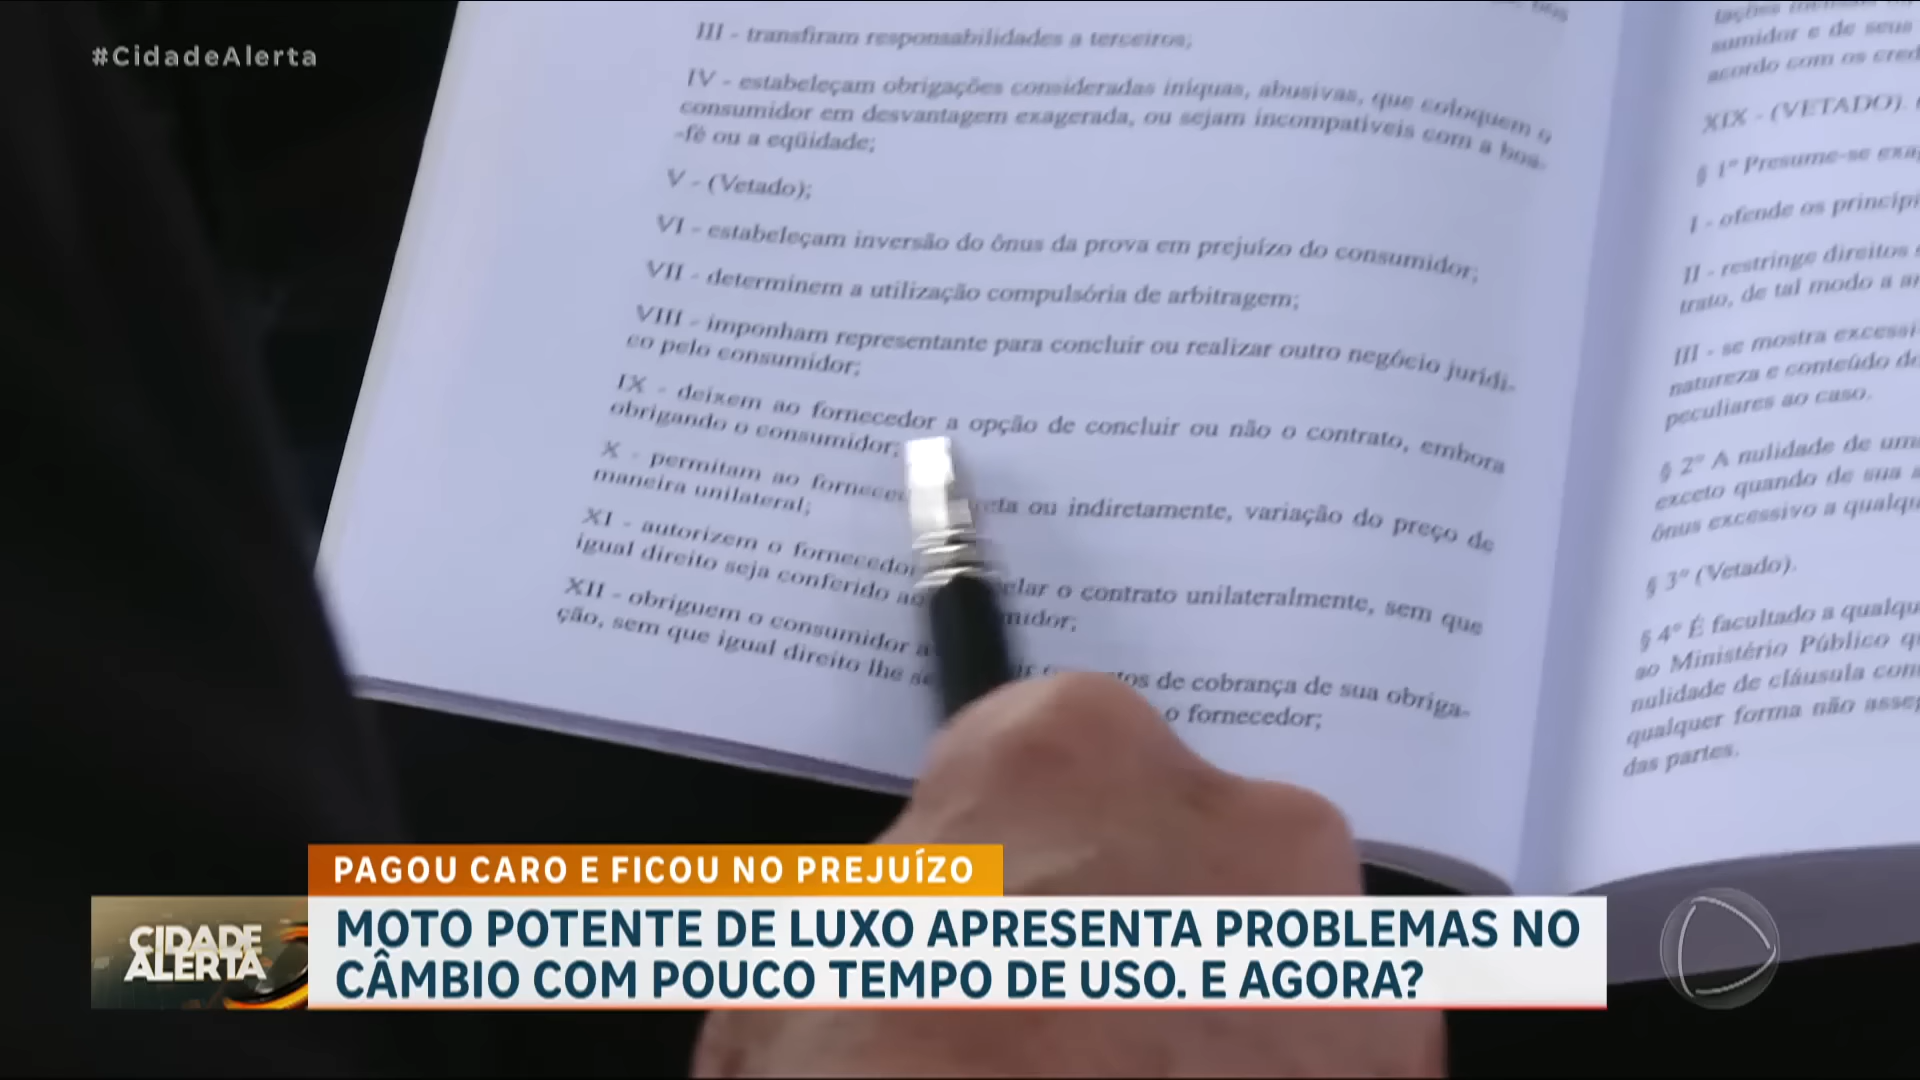 #CidadeAlerta
III - transfiram responsabilidades a terceiros;
IV - estabeleçam obrigações consideradas iníquas, abusivas, que coloquem o
consumidor em desvantagem exagerada, ou sejam incompatíveis com a boa-
-fé ou a eqüidade;
V - (Vetado);
VI - estabeleçam inversão do ônus da prova em prejuízo do consumidor;
VII - determinem a utilização compulsória de arbitragem;
VIII - imponham representante para concluir ou realizar outro negócio jurídi-
co pelo consumidor;
IX - deixem ao fornecedor a opção de concluir ou não o contrato, embora
obrigando o consumidor;
X - permitam ao ou indiretamente, variação do preço de
maneira unilateral;
XI - autorizem o fornecedor o contrato unilateralmente, sem que
igual direito seja conferido
XII - obriguem o consumidor a de cobrança de sua obriga-
ção, sem que igual direito lhe o fornecedor;
sumidor e de seus
acordo com os
XIX - (VETADO).
§ 1º Presume-se
I - ofende os
II - restringe direitos
trato, de tal modo a
III - se mostra
natureza e conteúdo
peculiares ao caso.
§ 2º A nulidade de
exceto quando de sua
ônus excessivo a
§ 3º (Vetado).
§ 4º É facultado a
ao Ministério Público
nulidade de cláusula
qualquer forma não
das partes.
PAGOU CARO E FICOU NO PREJUÍZO
CIDADE
ALERTA
MOTO POTENTE DE LUXO APRESENTA PROBLEMAS NO
CÂMBIO COM POUCO TEMPO DE USO. E AGORA?